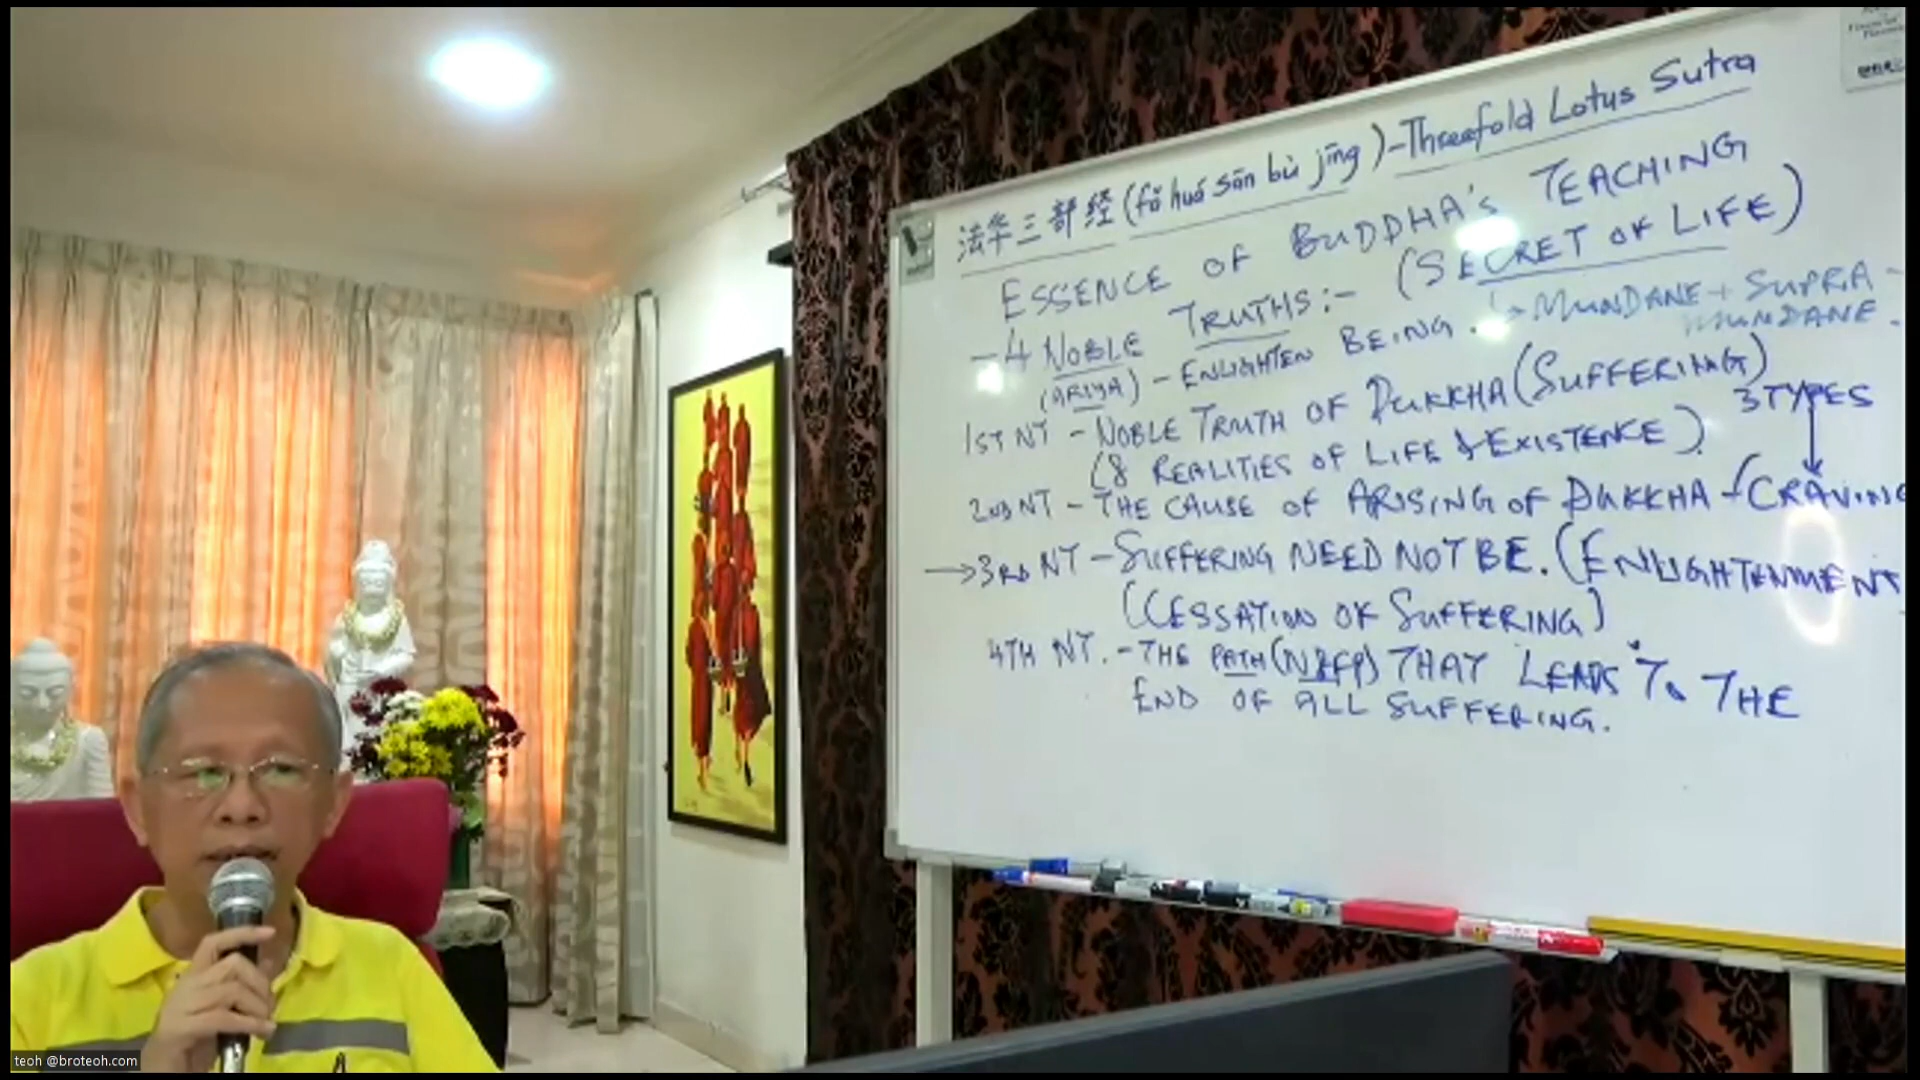 法华三部经 (fǎ huá sān bù jīng) - Threefold Lotus Sutra
ESSENCE OF BUDDHA'S TEACHING
- 4 NOBLE TRUTHS:- (SECRET OF LIFE)
(ARIYA) - ENLIGHTEN BEING. MUNDANE + SUPRA-
MUNDANE.
1ST NT - NOBLE TRUTH OF DUKKHA (SUFFERING)
(8 REALITIES OF LIFE & EXISTENCE) 3 TYPES
2ND NT - THE CAUSE OF ARISING OF DUKKHA - (CRAVING
→ 3RD NT - SUFFERING NEED NOT BE. (ENLIGHTENMENT
(CESSATION OF SUFFERING)
4TH NT. - THE PATH (N8FP) THAT LEADS TO THE
END OF ALL SUFFERING.
teoh @broteoh.com